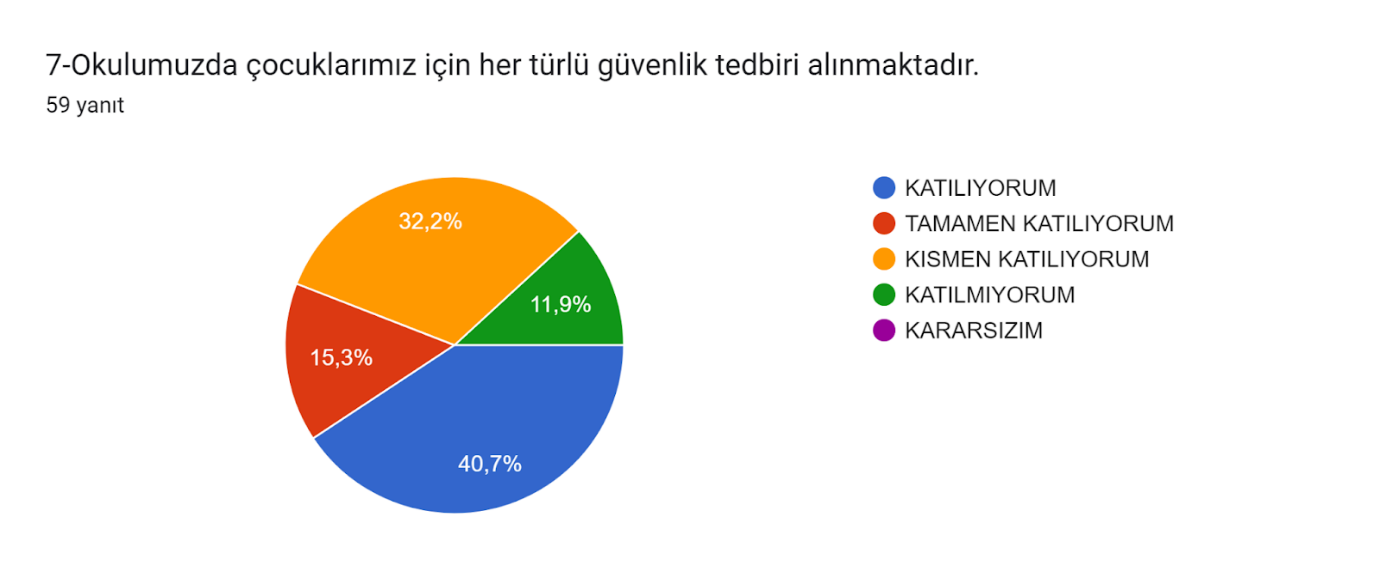 7-Okulumuzda çocuklarımız için her türlü güvenlik tedbiri alınmaktadır.
59 yanıt
32,2%
11,9%
15,3%
40,7%
KATILIYORUM
TAMAMEN KATILIYORUM
KISMEN KATILIYORUM
KATILMIYORUM
KARARSIZIM